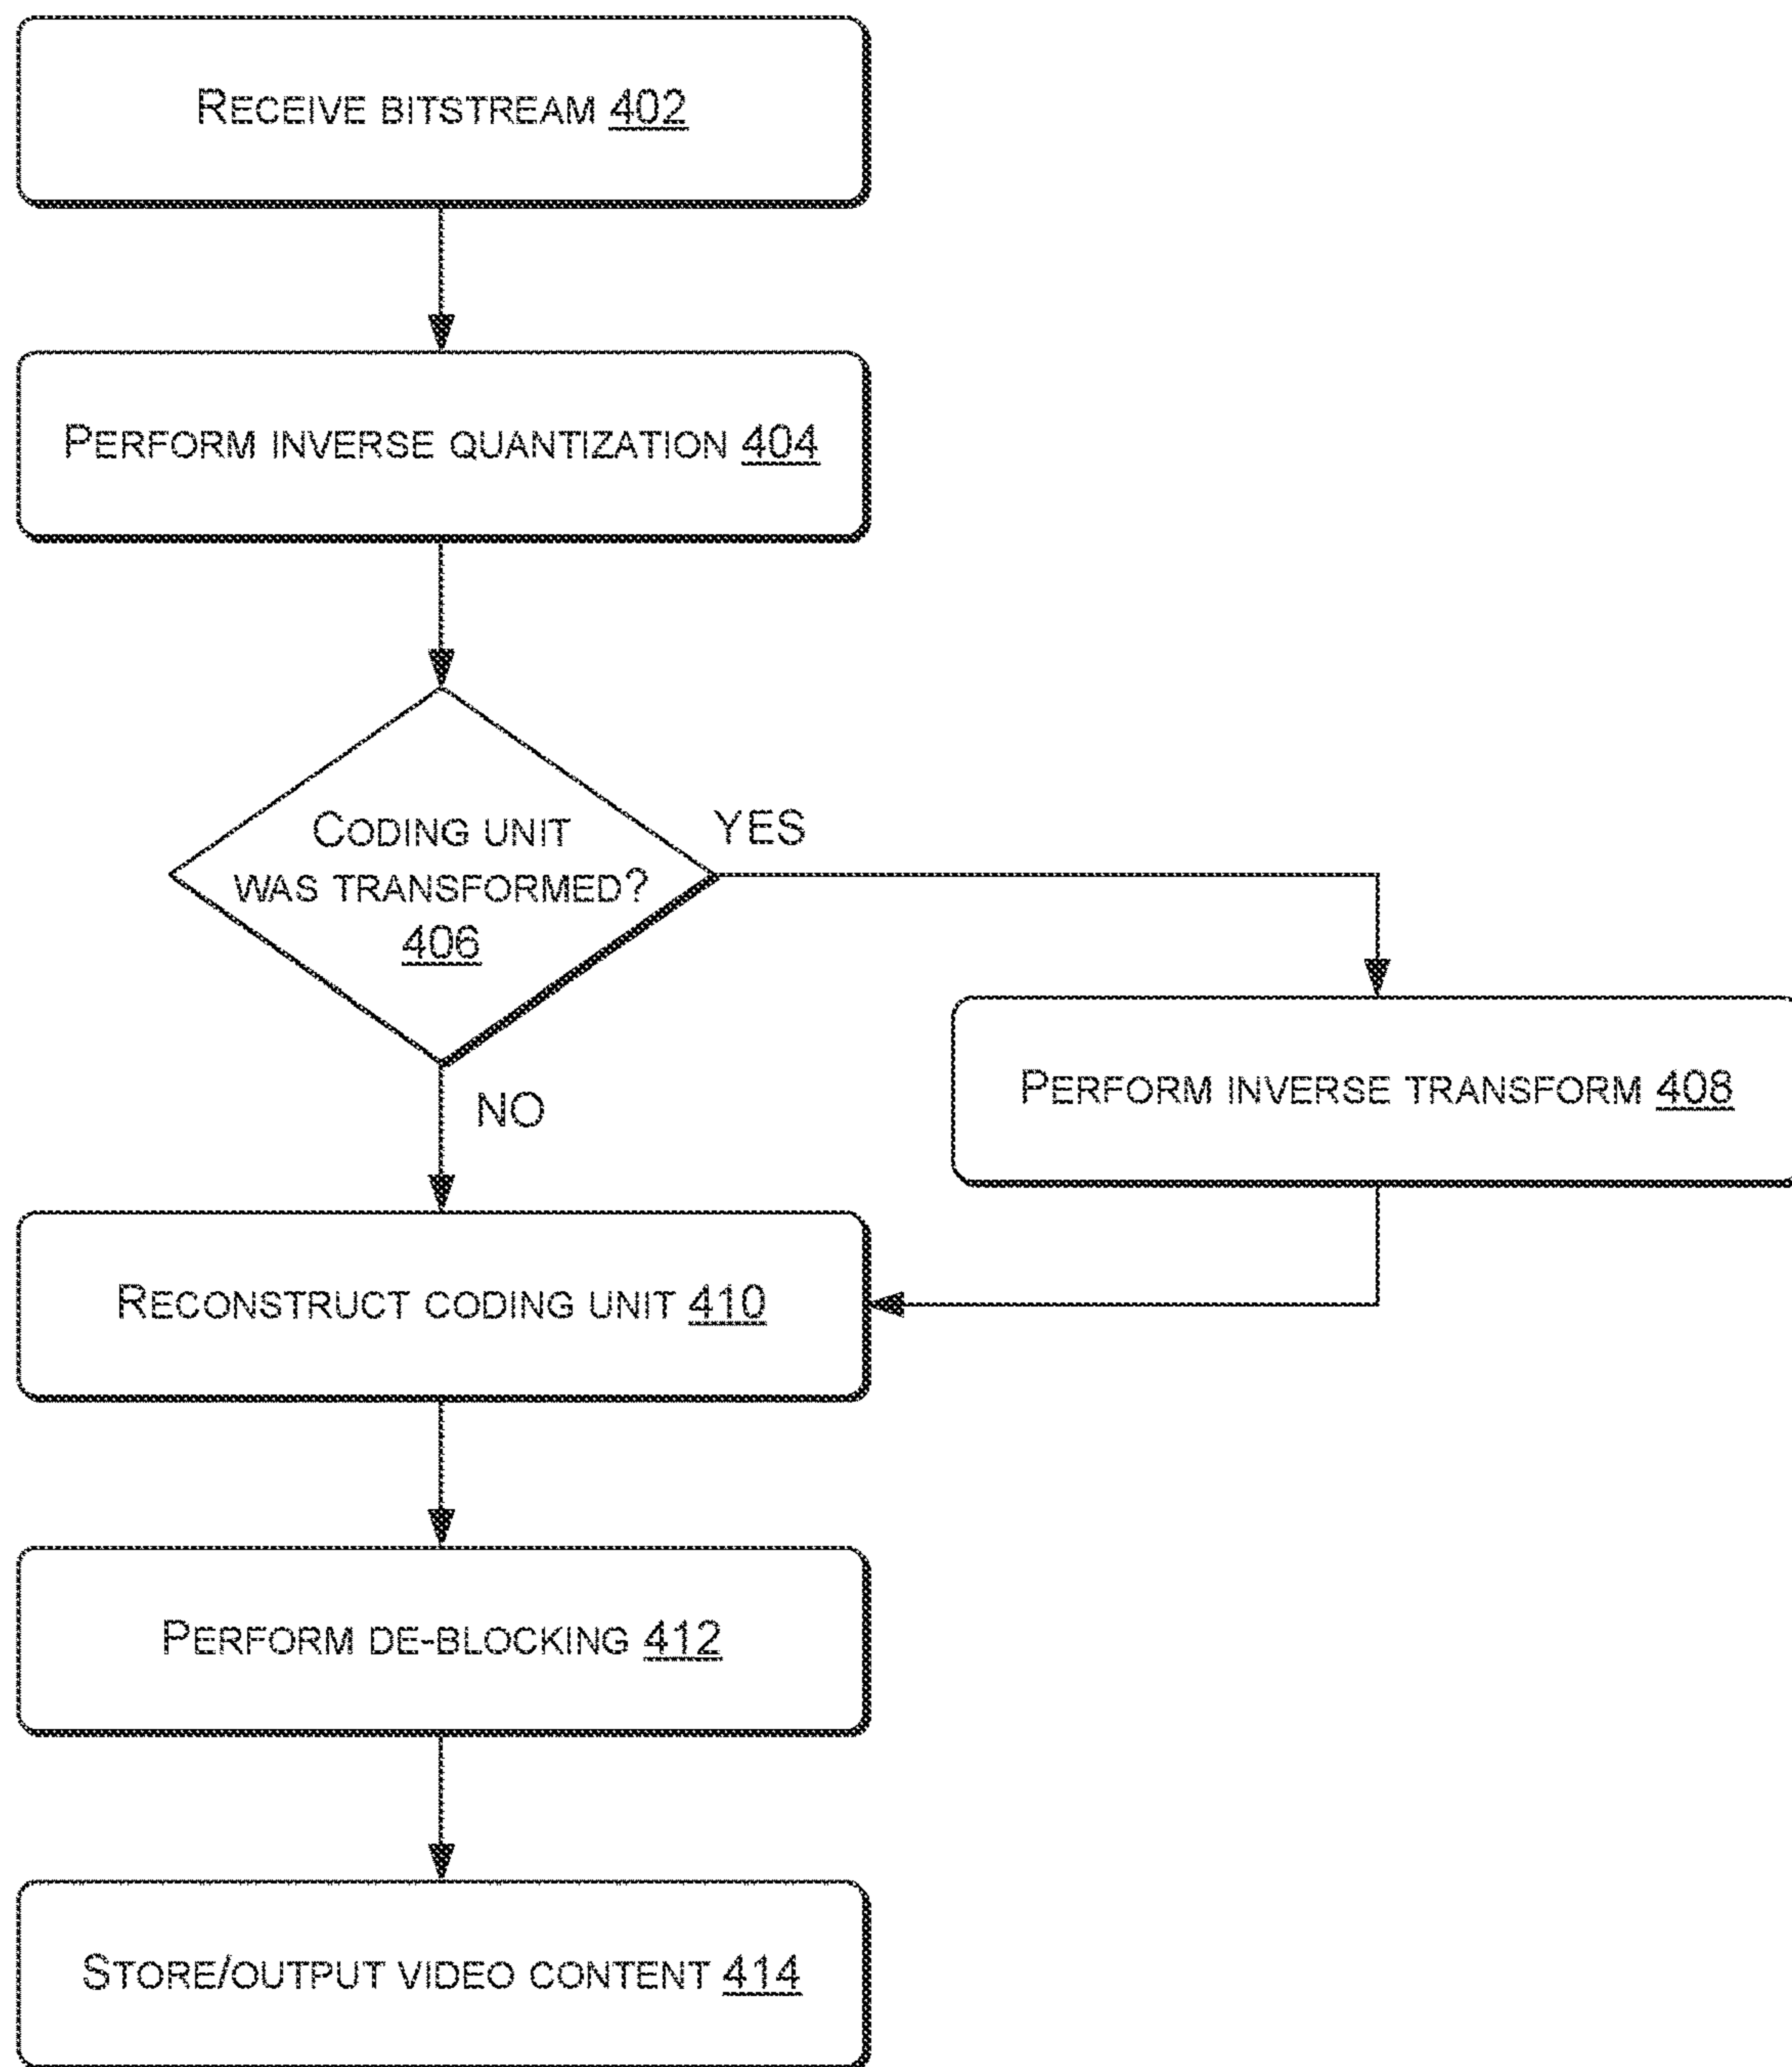 RECEIVE BITSTREAM 402
PERFORM INVERSE QUANTIZATION 404
CODING UNIT
WAS TRANSFORMED?
406
YES
NO
PERFORM INVERSE TRANSFORM 408
RECONSTRUCT CODING UNIT 410
PERFORM DE-BLOCKING 412
STORE/OUTPUT VIDEO CONTENT 414